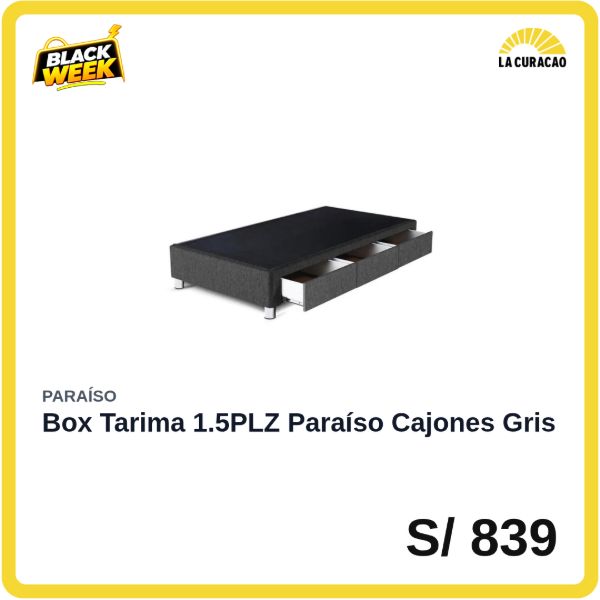 BLACK
WEEK
LA CURACAO
PARAÍSO
Box Tarima 1.5PLZ Paraíso Cajones Gris
S/ 839